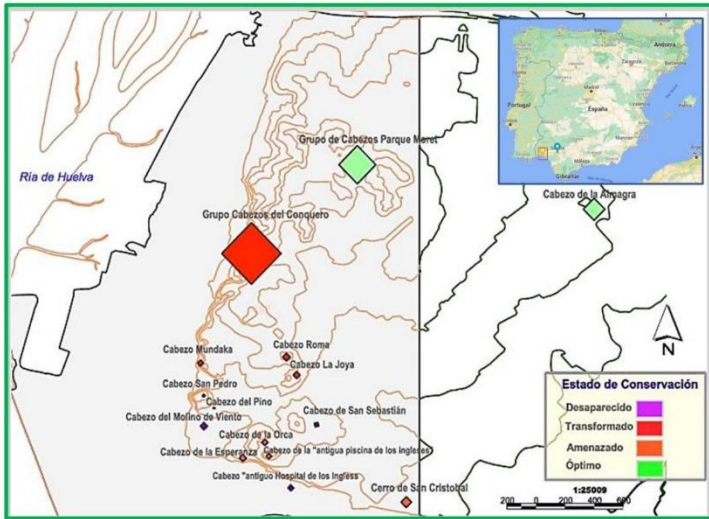 Ría de Huelva
Grupo de Cabezos Parque Moret
Grupo Cabezos del Conquero
Cabezo de la Almagra
Cabezo Roma
Cabezo Mundaka
Cabezo La Joya
Cabezo San Pedro
Cabezo del Pino
Cabezo del Molino de Viento
Cabezo de San Sebastián
Cabezo de la Orca
Cabezo de la "antigua piscina de los ingleses
Cabezo de la Esperanza
Cabezo "antiguo Hospital de los Ingless
Cerro de San Cristobal
Andorra
Portugal
Madrid
España
Gibraltar
N
Estado de Conservación
Desaparecido
Transformado
Amenazado
Óptimo
1:25009
200 0 200 400 600